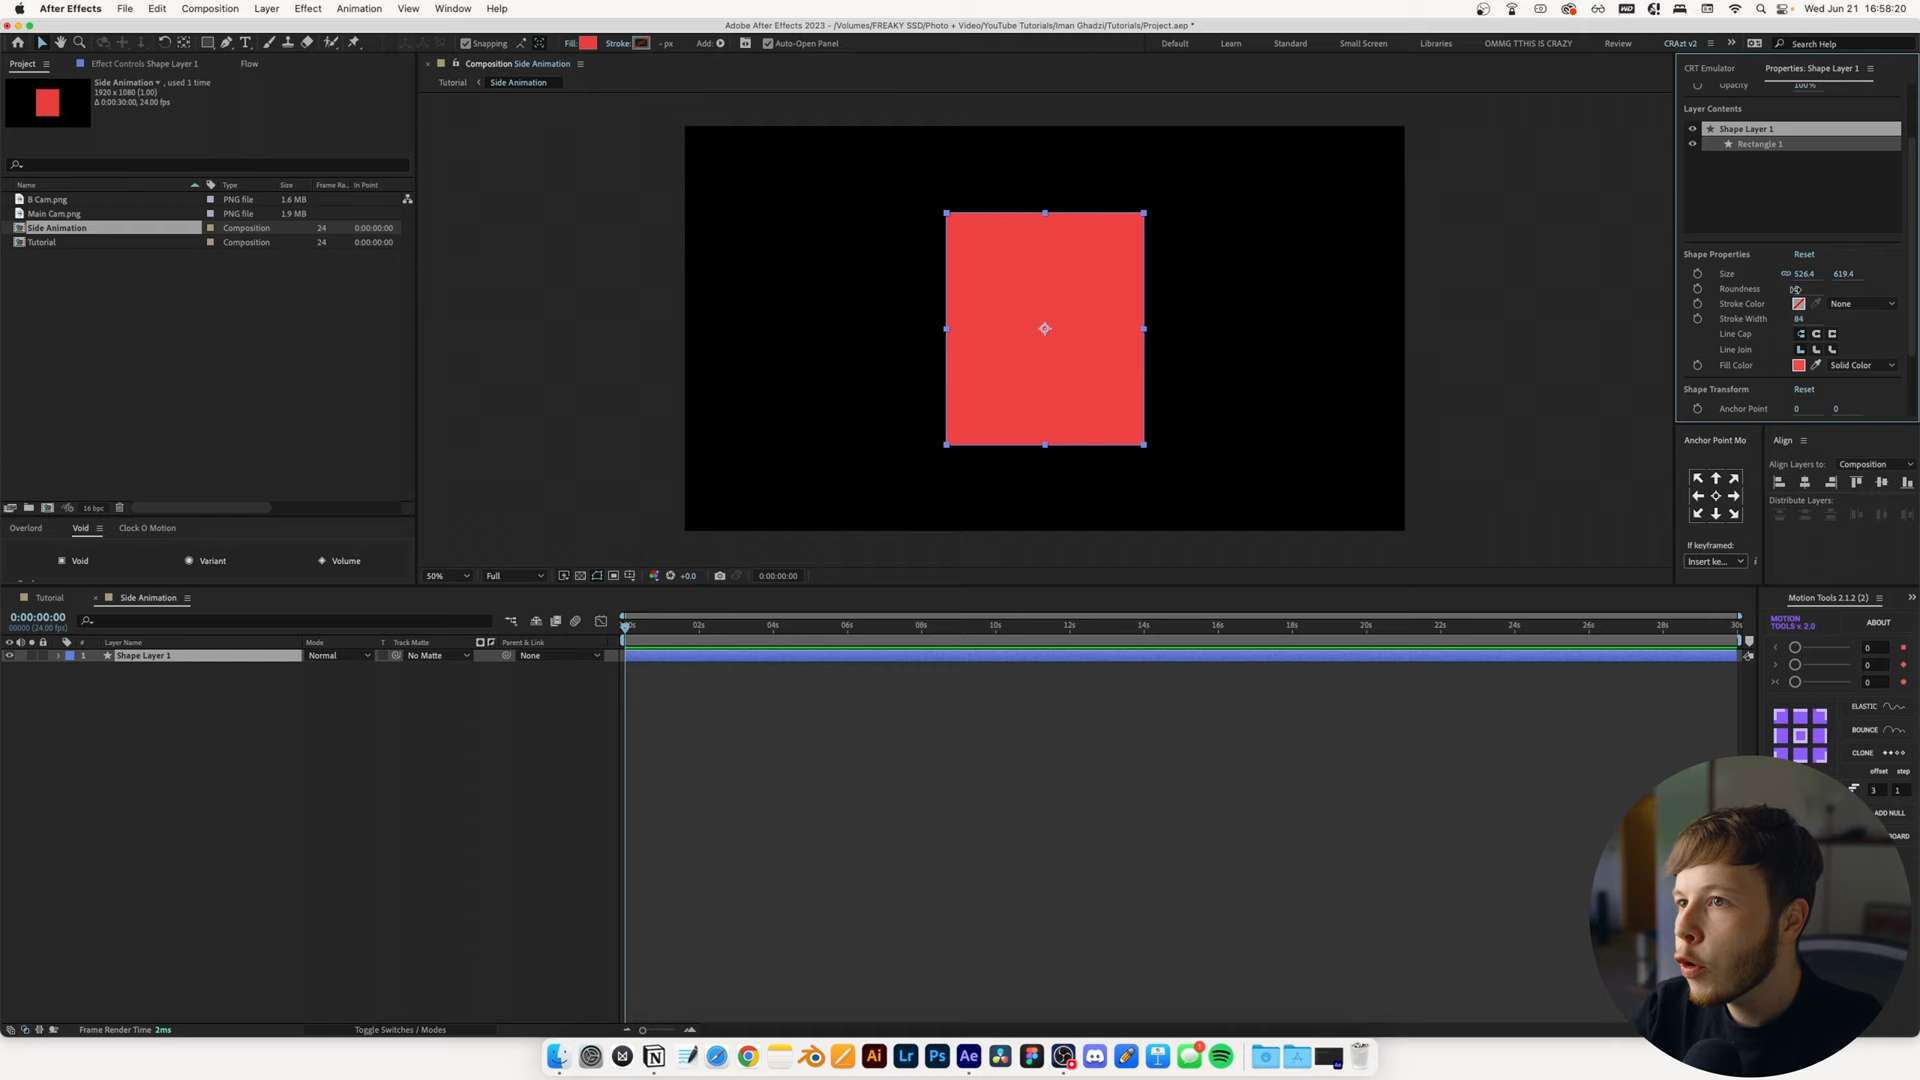 After Effects File Edit Composition Layer Effect Animation View Window Help Wed Jun 21 16:58:20
Adobe After Effects 2023 - /Volumes/FREAKY SSD/Photo + Video/YouTube Tutorials/Iman Ghadzi/Tutorials/Project.aep *
Snapping Fill: Stroke: - px Add: Auto-Open Panel Default Learn Standard Small Screen Libraries OMMG TTHIS IS CRAZY Review CRAzt v2 Search Help
Project Effect Controls Shape Layer 1 Flow Composition Side Animation CRT Emulator Properties: Shape Layer 1
Side Animation , used 1 time
1920 x 1080 (1.00)
Δ 0:00:30:00, 24.00 fps
Tutorial Side Animation
Opacity 100%
Layer Contents
Shape Layer 1
Rectangle 1
Name Type Size Frame Ra.. In Point
B Cam.png PNG file 1.6 MB
Main Cam.png PNG file 1.9 MB
Side Animation Composition 24 0:00:00:00
Tutorial Composition 24 0:00:00:00
Shape Properties Reset
Size 526.4 619.4
Roundness
Stroke Color None
Stroke Width 84
Line Cap
Line Join
Fill Color Solid Color
Shape Transform Reset
Anchor Point 0 0
Anchor Point Mo Align
Align Layers to: Composition
Distribute Layers:
If keyframed:
Insert ke...
16 bpc
Overlord Void Clock O Motion
Void Variant Volume
50% Full +0.0 0:00:00:00
Tutorial Side Animation
0:00:00:00
00000 (24.00 fps)
# Layer Name Mode T Track Matte Parent & Link
1 Shape Layer 1 Normal No Matte None
02s 04s 06s 08s 10s 12s 14s 16s 18s 20s 22s 24s 26s 28s 30s
Motion Tools 2.1.2 (2)
MOTION
TOOLS v. 2.0
ABOUT
0
0
0
ELASTIC
BOUNCE
CLONE
offset step
3 1
ADD NULL
Frame Render Time 2ms Toggle Switches / Modes
Ai Lr Ps Ae
1